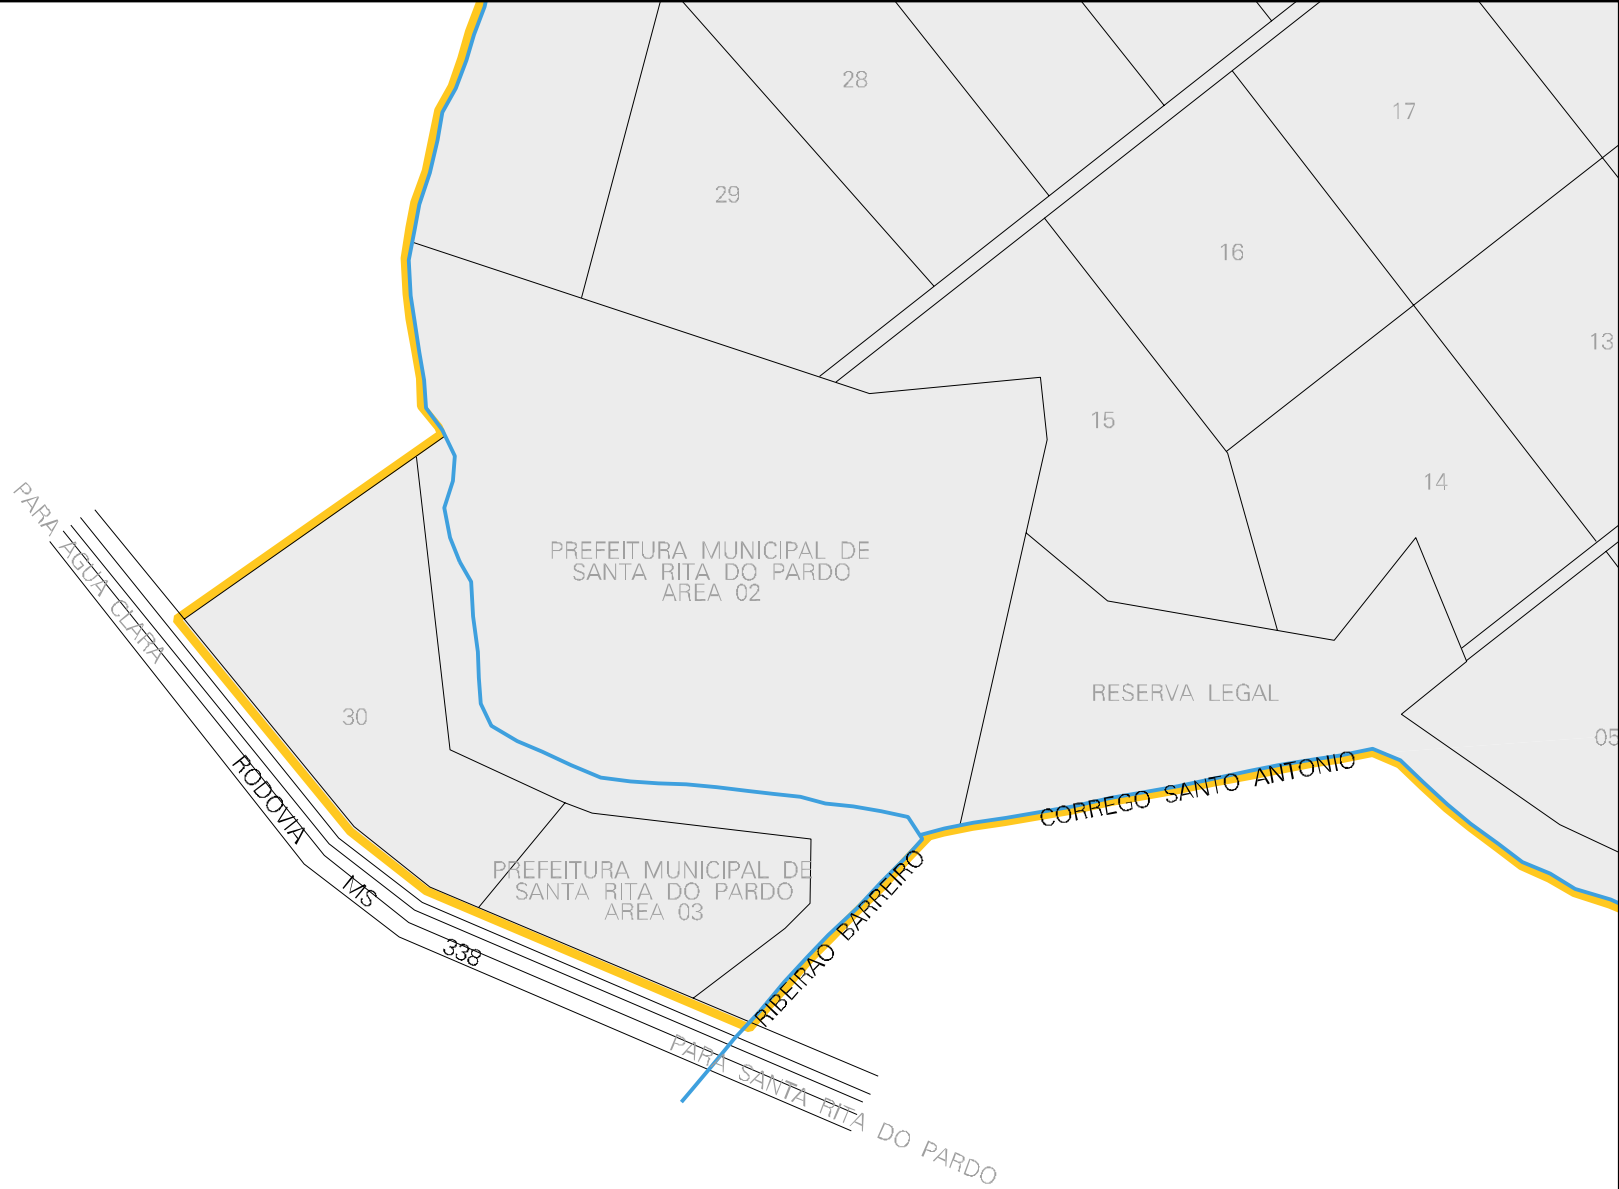 28
17
29
16
13
15
14
PARA AGUA CLARA
PREFEITURA MUNICIPAL DE
SANTA RITA DO PARDO
AREA 02
RESERVA LEGAL
30
05
RODOVIA MS 338
CORREGO SANTO ANTONIO
PREFEITURA MUNICIPAL DE
SANTA RITA DO PARDO
AREA 03
RIBEIRAO BARREIRO
PARA SANTA RITA DO PARDO